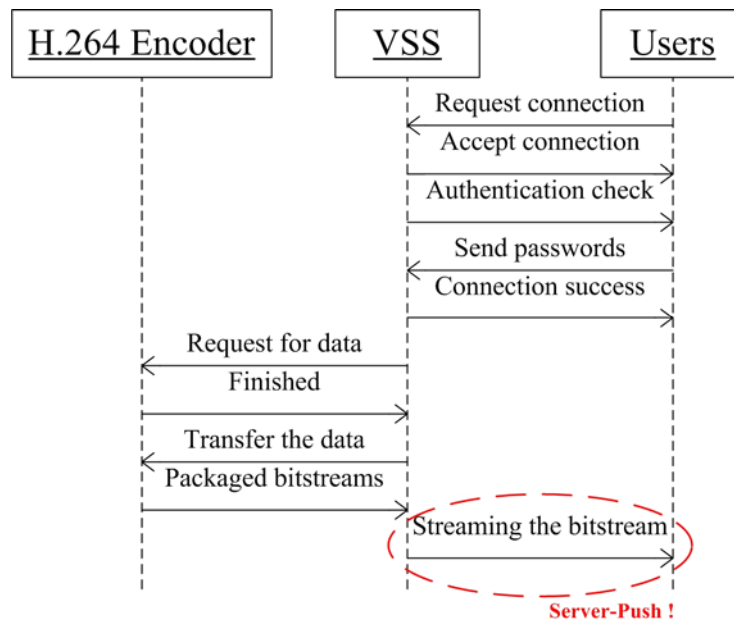 H.264 Encoder
VSS
Users
Request connection
Accept connection
Authentication check
Send passwords
Connection success
Request for data
Finished
Transfer the data
Packaged bitstreams
Streaming the bitstream
Server-Push !